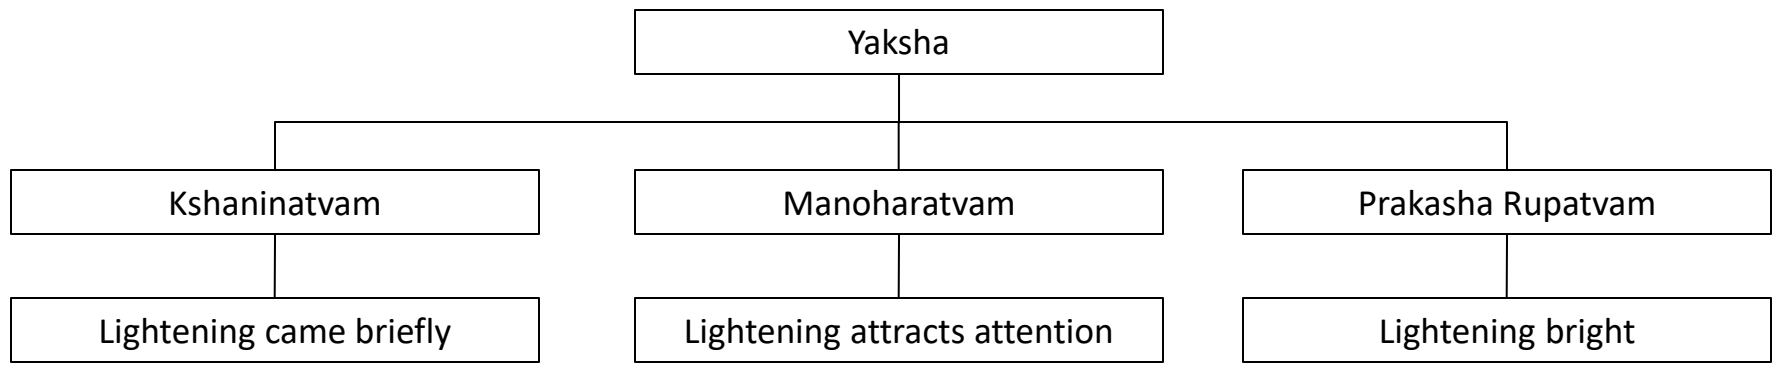 Yaksha
Kshaninatvam
Manoharatvam
Prakasha Rupatvam
Lightening came briefly
Lightening attracts attention
Lightening bright